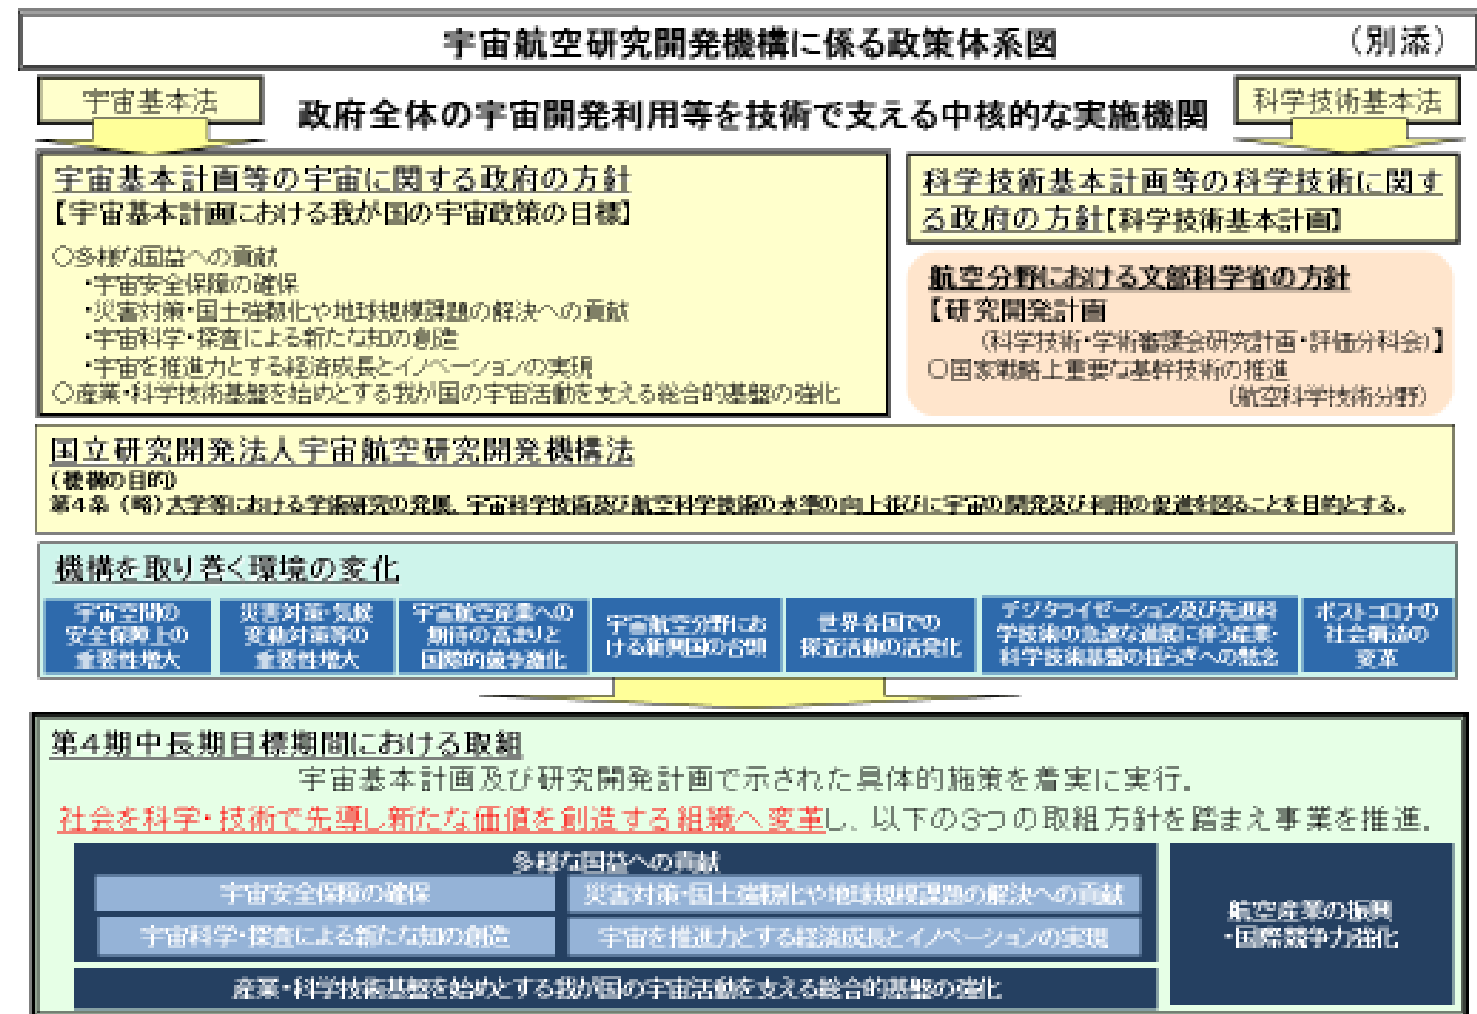 宇宙航空研究開発機構に係る政策体系図
（別添）
宇宙基本法
政府全体の宇宙開発利用等を技術で支える中核的な実施機関
科学技術基本法
宇宙基本計画等の宇宙に関する政府の方針
【宇宙基本計画における我が国の宇宙政策の目標】
○多様な国益への貢献
・宇宙安全保障の確保
・災害対策・国土強靭化や地球規模課題の解決への貢献
・宇宙科学・探査による新たな知の創造
・宇宙を推進力とする経済成長とイノベーションの実現
○産業・科学技術基盤を始めとする我が国の宇宙活動を支える総合的基盤の強化
科学技術基本計画等の科学技術に関す
る政府の方針【科学技術基本計画】
航空分野における文部科学省の方針
【研究開発計画
（科学技術・学術審議会研究計画・評価分科会）】
○国家戦略上重要な基幹技術の推進
（航空科学技術分野）
国立研究開発法人宇宙航空研究開発機構法
（機構の目的）
第４条（略）大学等における学術研究の発展、宇宙科学技術及び航空科学技術の水準の向上並びに宇宙の開発及び利用の促進を図ることを目的とする。
機構を取り巻く環境の変化
宇宙空間の
安全保障上の
重要性増大
災害対策・気候
変動対策等の
重要性増大
宇宙航空産業への
期待の高まりと
国際的競争激化
宇宙航空分野にお
ける新興国の台頭
世界各国での
探査活動の活発化
デジタライゼーション及び先進科
学技術の急速な進展に伴う産業・
科学技術基盤の揺らぎへの懸念
ポストコロナの
社会構造の
変革
第４期中長期目標期間における取組
宇宙基本計画及び研究開発計画で示された具体的施策を着実に実行。
社会を科学・技術で先導し新たな価値を創造する組織へ変革し、以下の３つの取組方針を踏まえ事業を推進。
多様な国益への貢献
宇宙安全保障の確保
災害対策・国土強靭化や地球規模課題の解決への貢献
宇宙科学・探査による新たな知の創造
宇宙を推進力とする経済成長とイノベーションの実現
産業・科学技術基盤を始めとする我が国の宇宙活動を支える総合的基盤の強化
航空産業の振興
・国際競争力強化